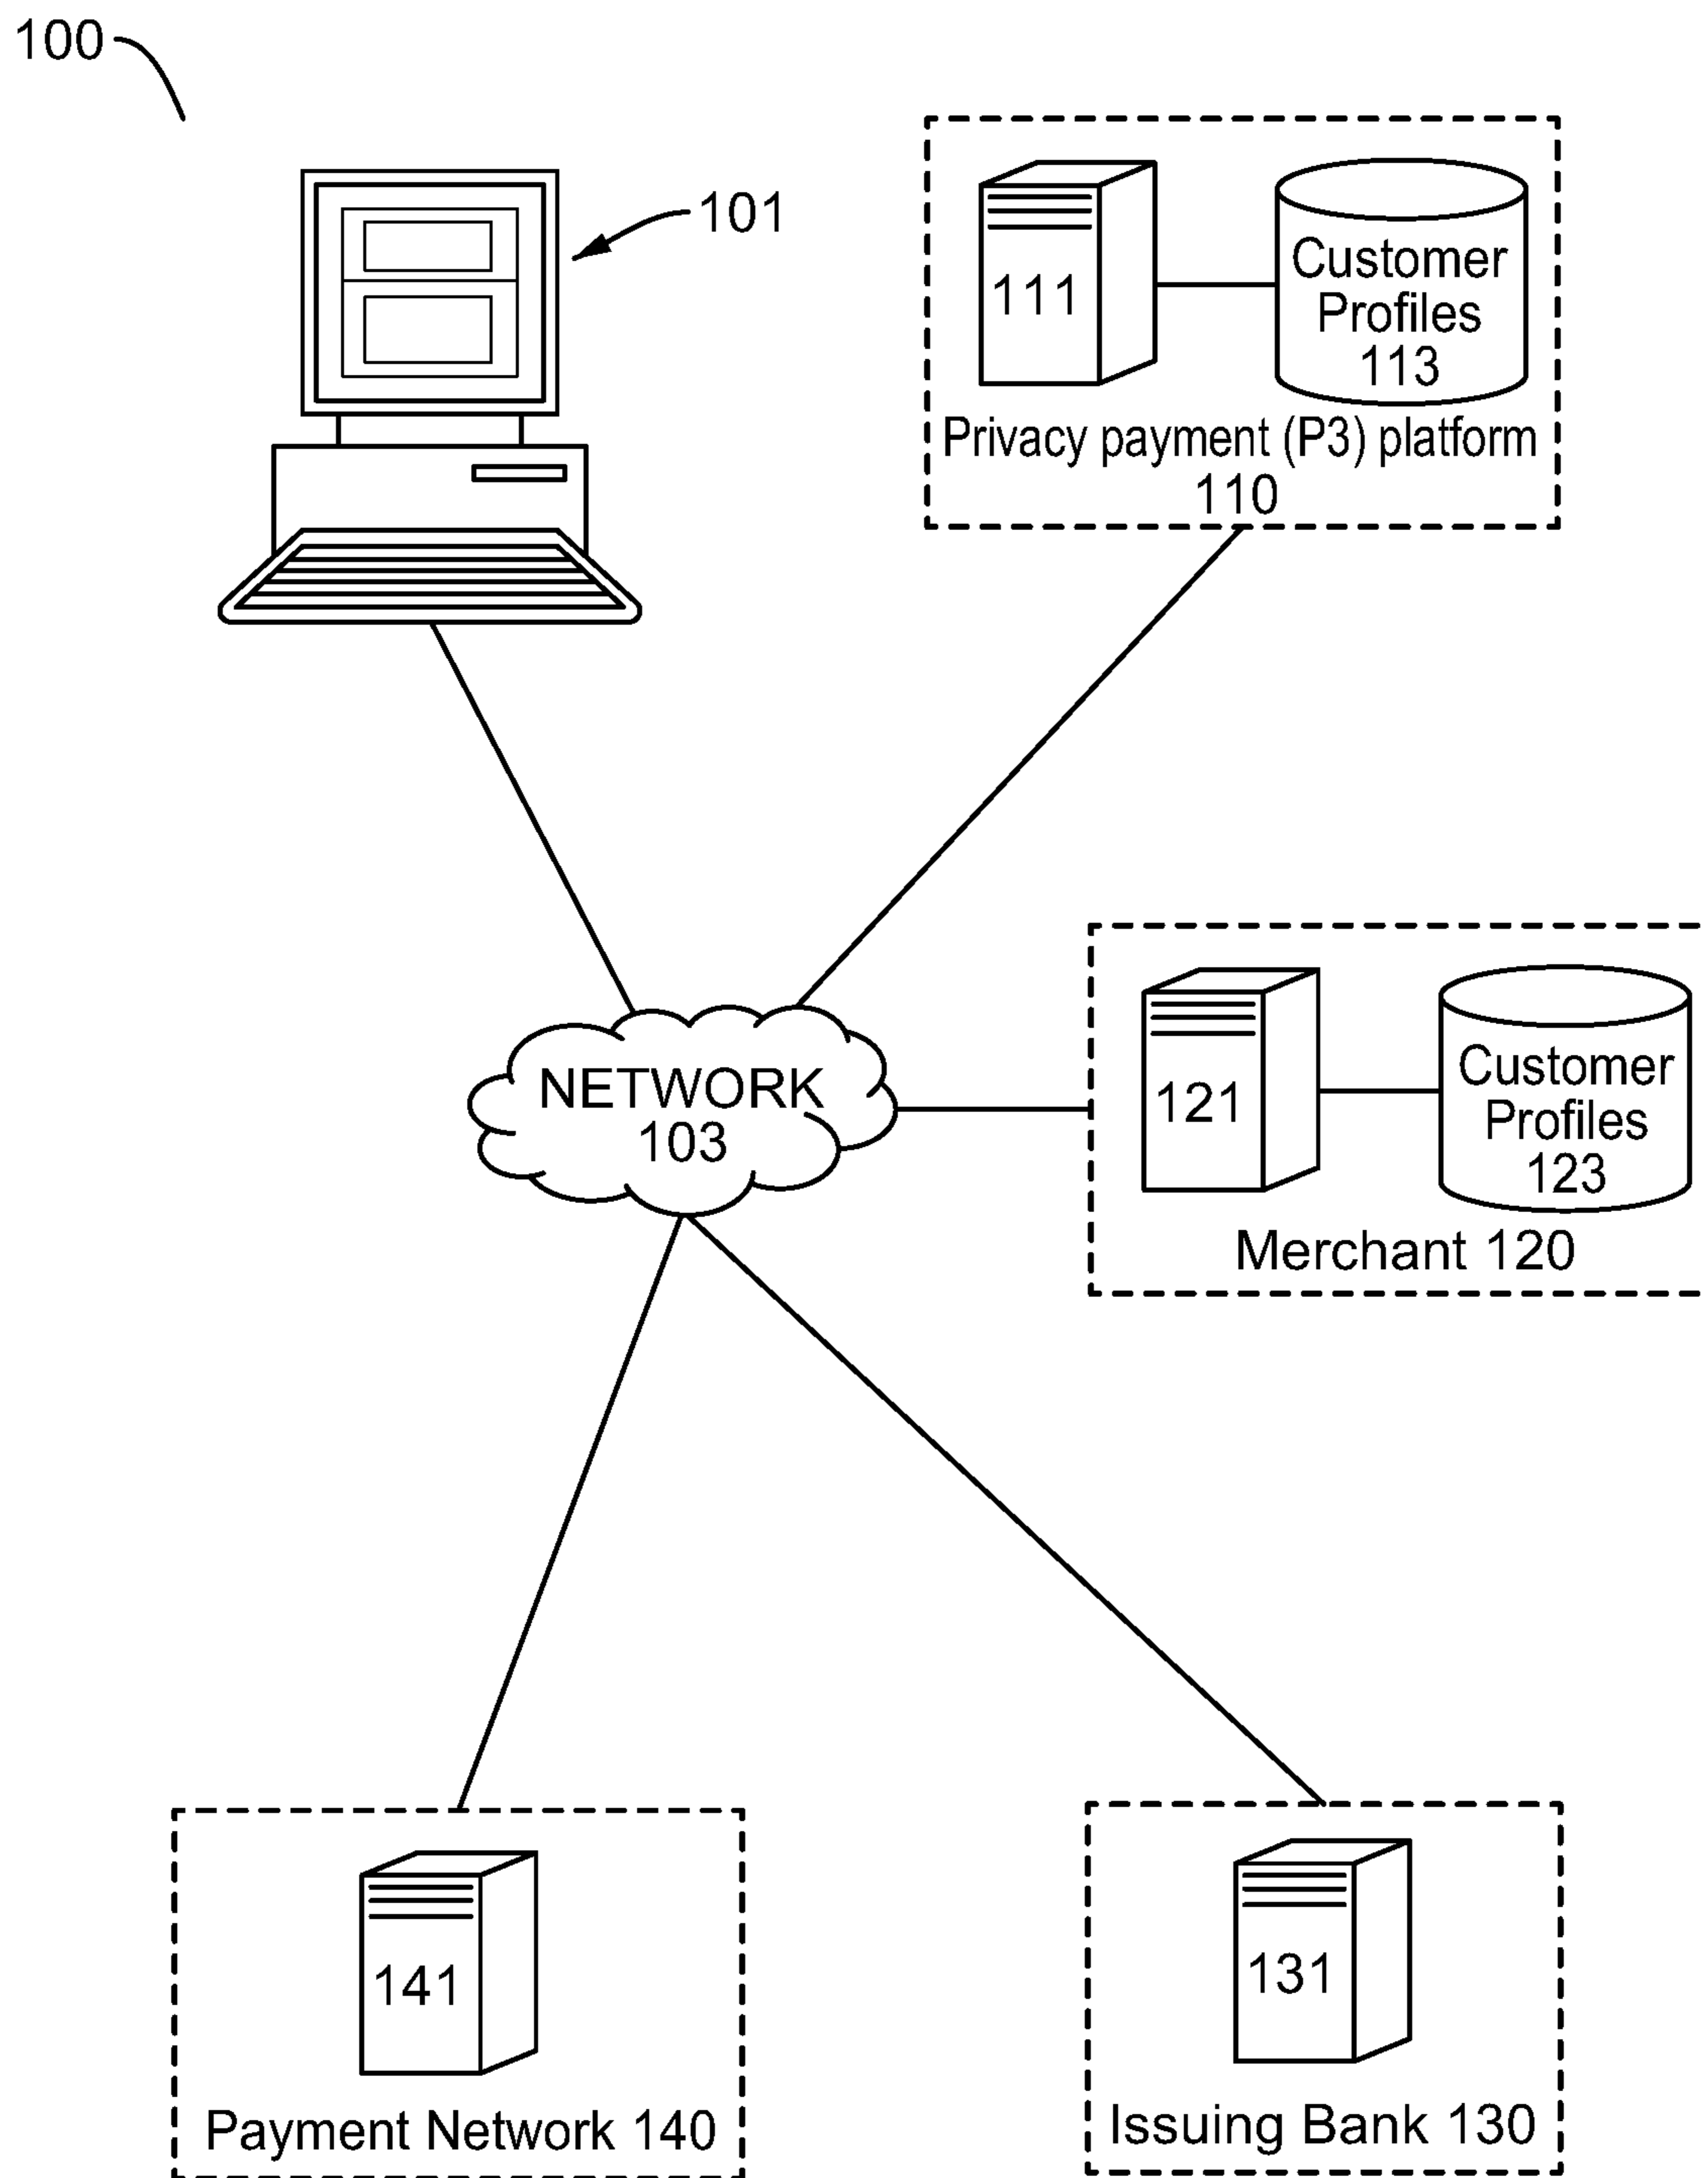 100
101
111
Customer
Profiles
113
Privacy payment (P3) platform
110
NETWORK
103
121
Customer
Profiles
123
Merchant 120
141
Payment Network 140
131
Issuing Bank 130